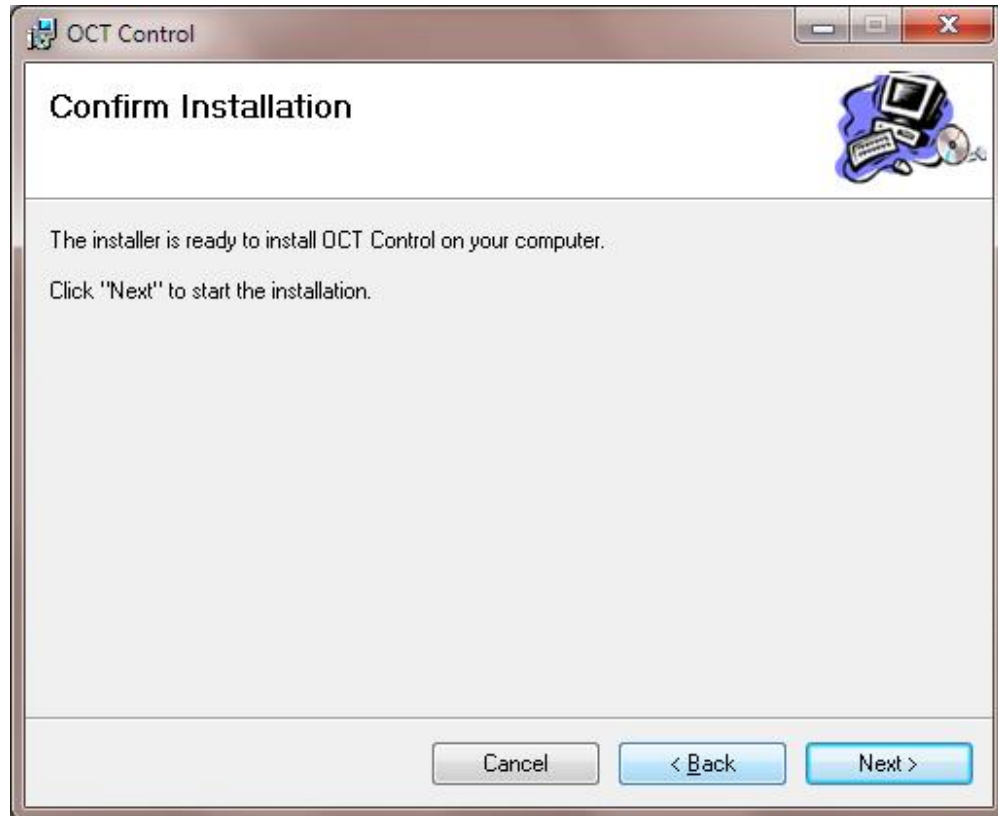 OCT Control
Confirm Installation
The installer is ready to install OCT Control on your computer.
Click "Next" to start the installation.
Cancel
< Back
Next >